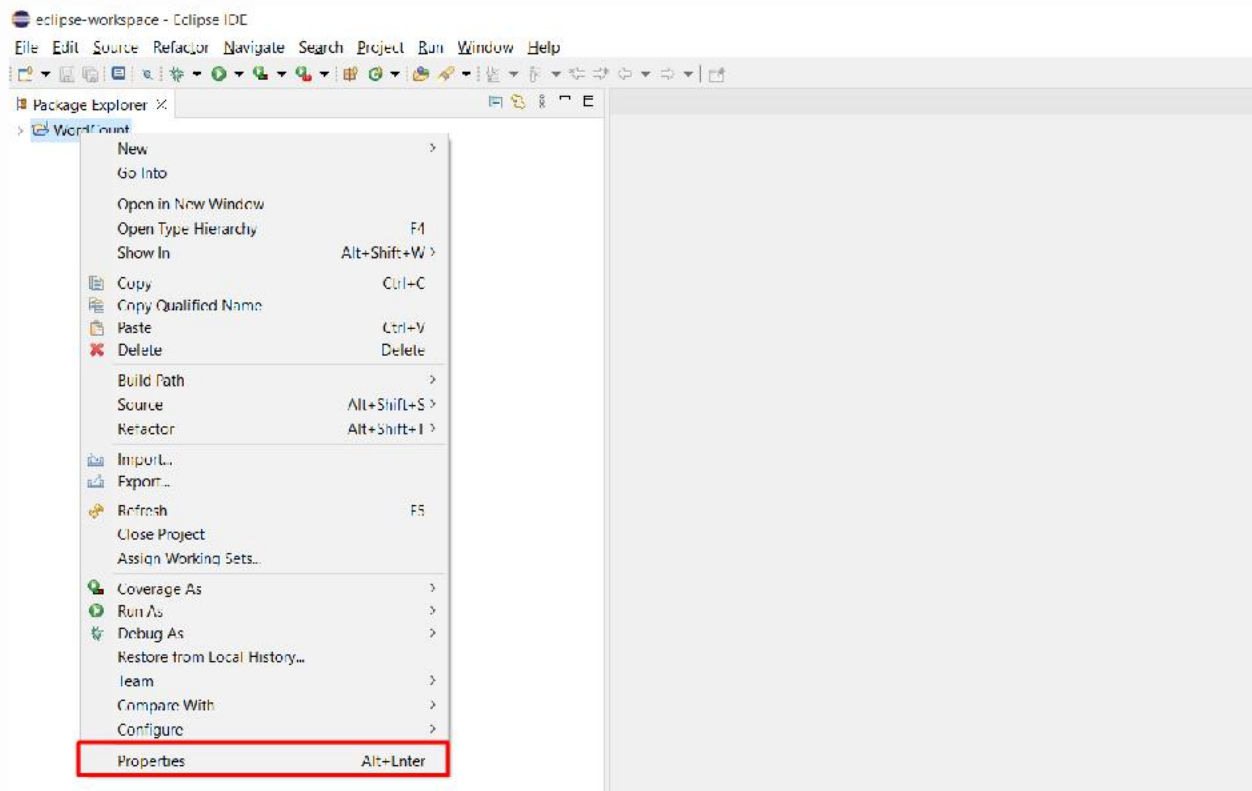 eclipse-workspace - Eclipse IDE
File Edit Source Refactor Navigate Search Project Run Window Help
Package Explorer
WordCount
New
Go Into
Open in New Window
Open Type Hierarchy F4
Show In Alt+Shift+W
Copy Ctrl+C
Copy Qualified Name
Paste Ctrl+V
Delete Delete
Build Path
Source Alt+Shift+S
Refactor Alt+Shift+T
Import...
Export...
Refresh F5
Close Project
Assign Working Sets...
Coverage As
Run As
Debug As
Restore from Local History...
Team
Compare With
Configure
Properties Alt+Enter